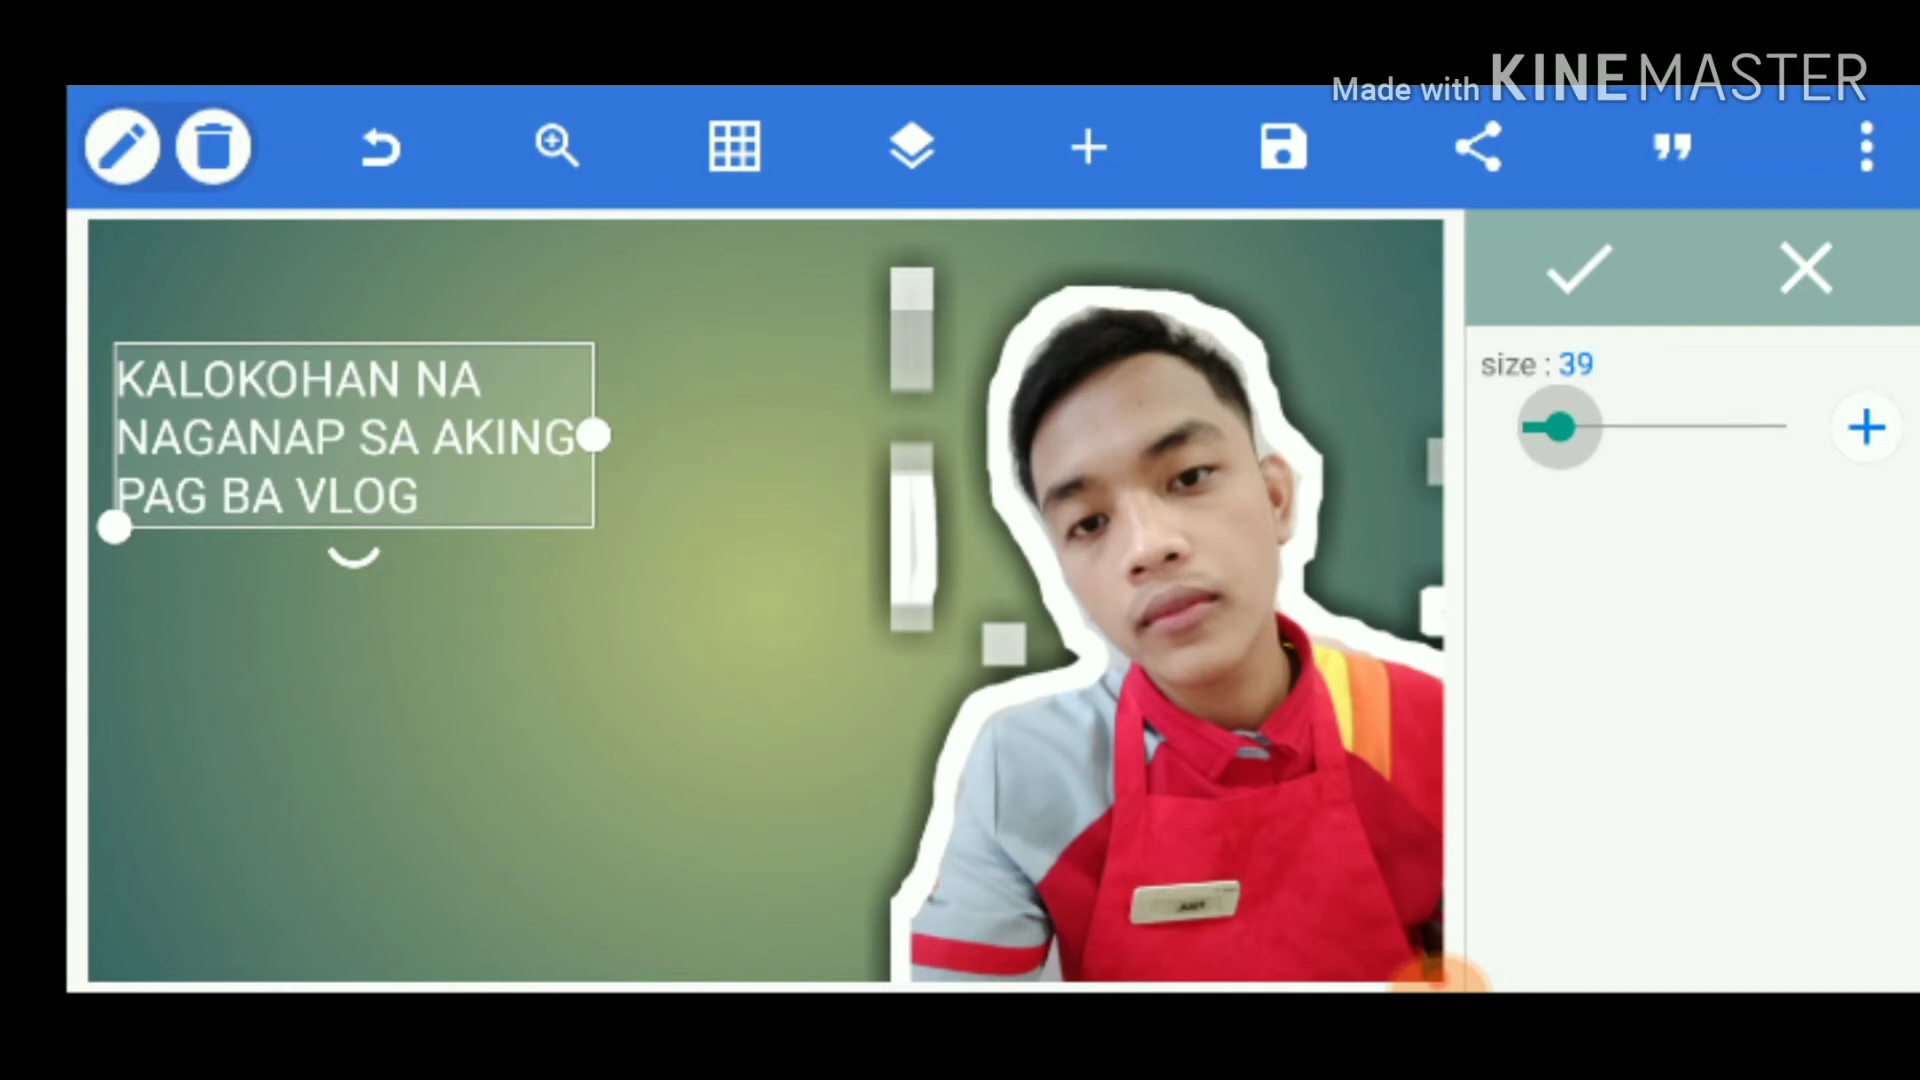 Made with KINEMASTER
KALOKOHAN NA
NAGANAP SA AKING
PAG BA VLOG
size : 39